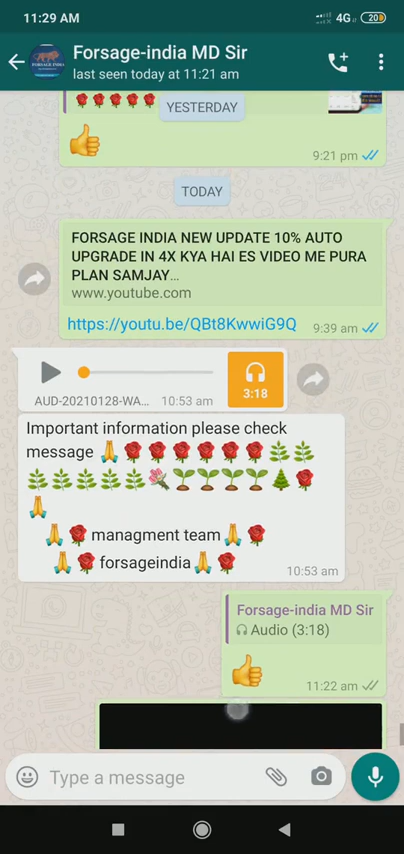 11:29 AM
4G 20
Forsage-india MD Sir
last seen today at 11:21 am
YESTERDAY
9:21 pm
TODAY
FORSAGE INDIA NEW UPDATE 10% AUTO
UPGRADE IN 4X KYA HAI ES VIDEO ME PURA
PLAN SAMJAY...
www.youtube.com
https://youtu.be/QBt8KwwiG9Q 9:39 am
3:18
AUD-20210128-WA... 10:53 am
Important information please check
message 🙏🌹🌹🌹🌹🌹🌹🌿🌿
🌿🌿🌿🌿🌿💐🌱🌱🌱🌱🌲🌹
🙏
🙏🌹managment team🙏🌹
🙏🌹forsageindia🙏🌹
10:53 am
Forsage-india MD Sir
Audio (3:18)
11:22 am
Type a message